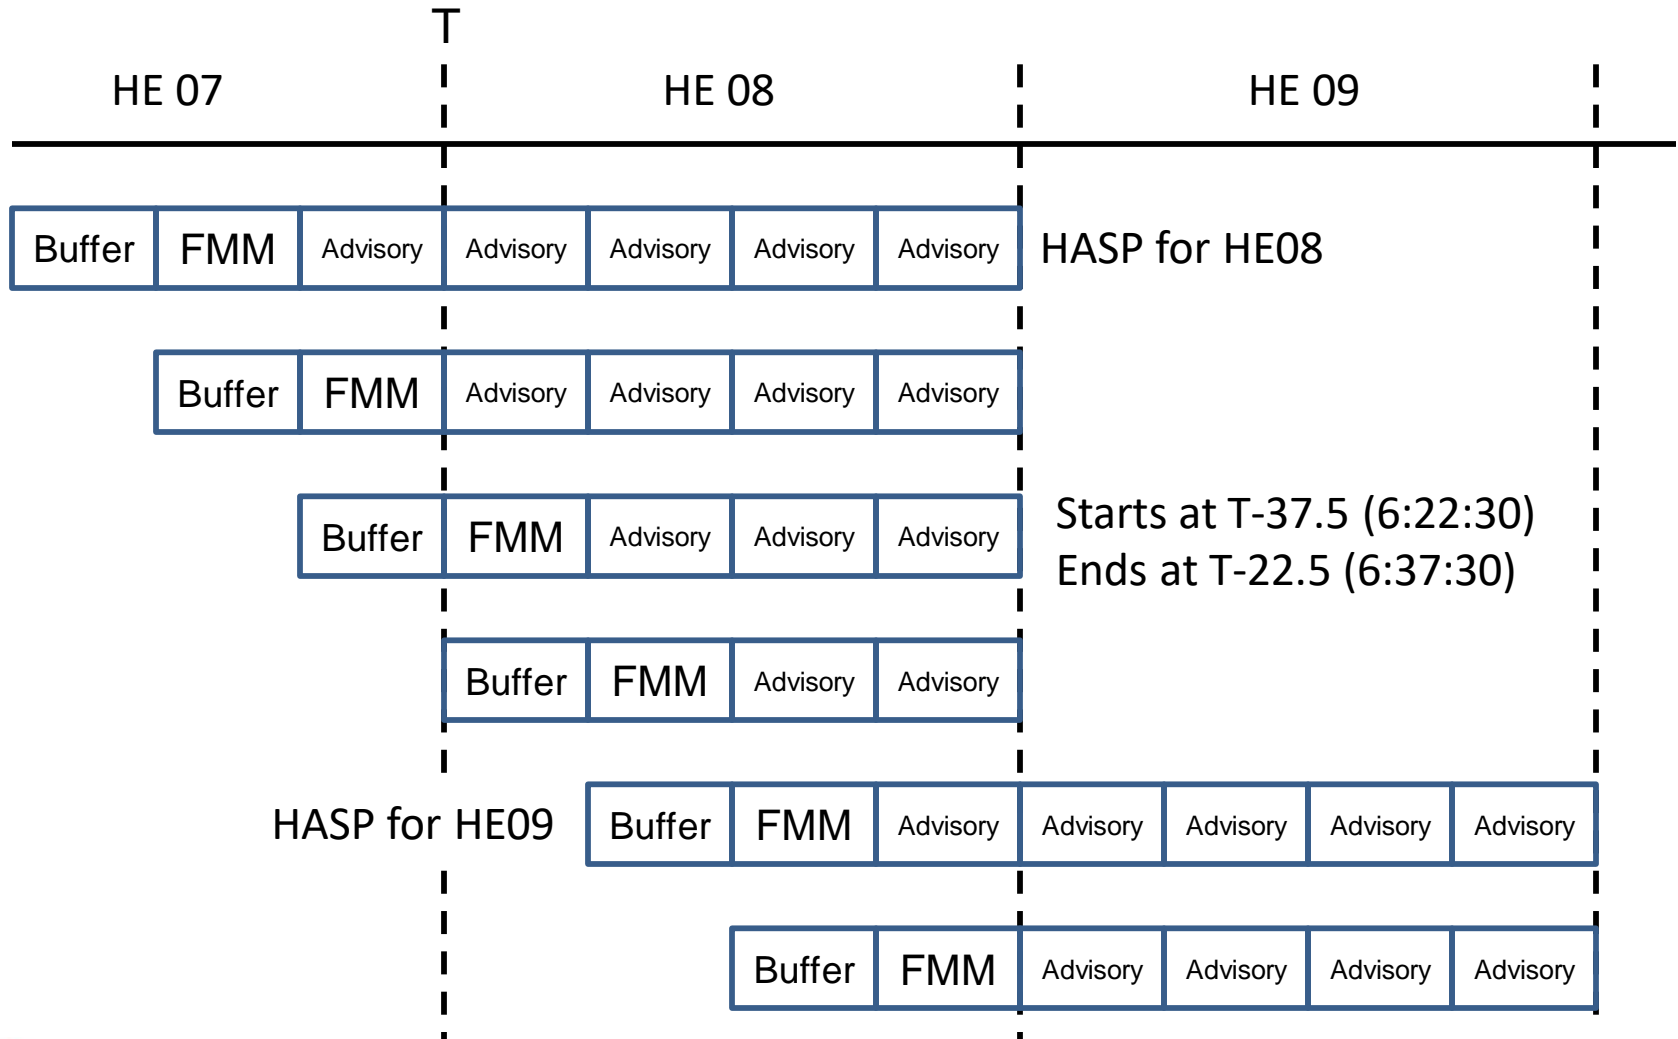 T
HE 07 HE 08 HE 09
Buffer FMM Advisory Advisory Advisory Advisory Advisory HASP for HE08
Buffer FMM Advisory Advisory Advisory Advisory
Buffer FMM Advisory Advisory Advisory
Starts at T-37.5 (6:22:30)
Ends at T-22.5 (6:37:30)
Buffer FMM Advisory Advisory
HASP for HE09 Buffer FMM Advisory Advisory Advisory Advisory Advisory
Buffer FMM Advisory Advisory Advisory Advisory